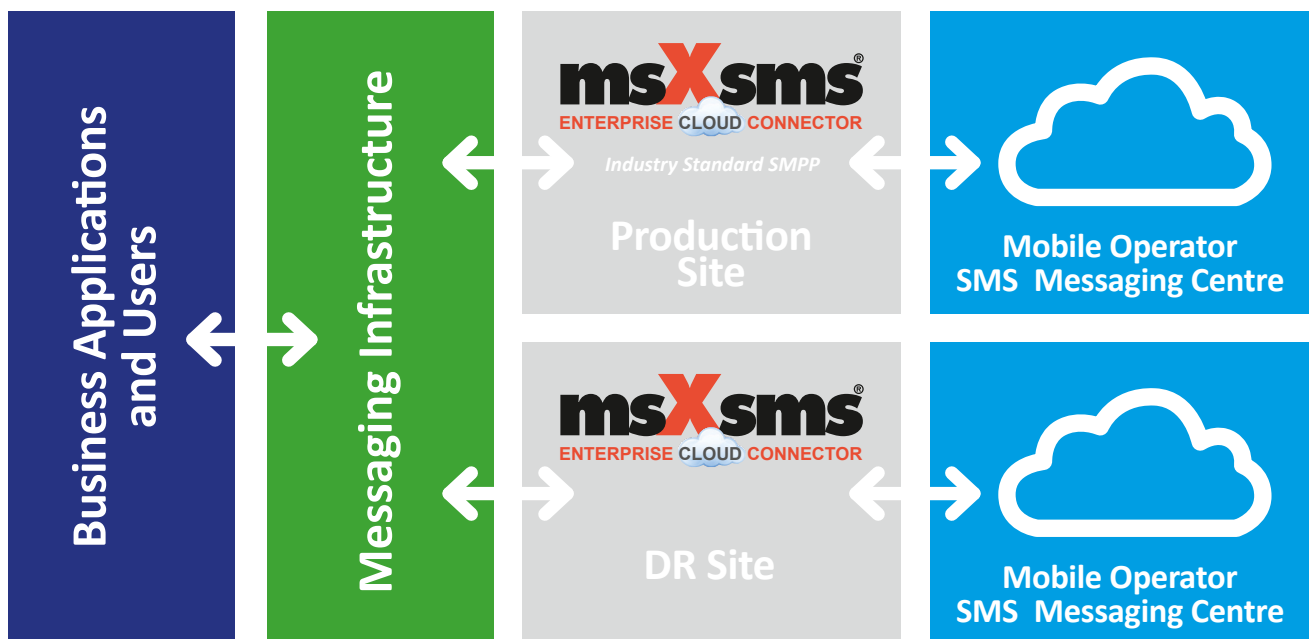 Business Applications
and Users
Messaging Infrastructure
msXsms®
ENTERPRISE CLOUD CONNECTOR
Industry Standard SMPP
Production
Site
Mobile Operator
SMS Messaging Centre
msXsms®
ENTERPRISE CLOUD CONNECTOR
DR Site
Mobile Operator
SMS Messaging Centre